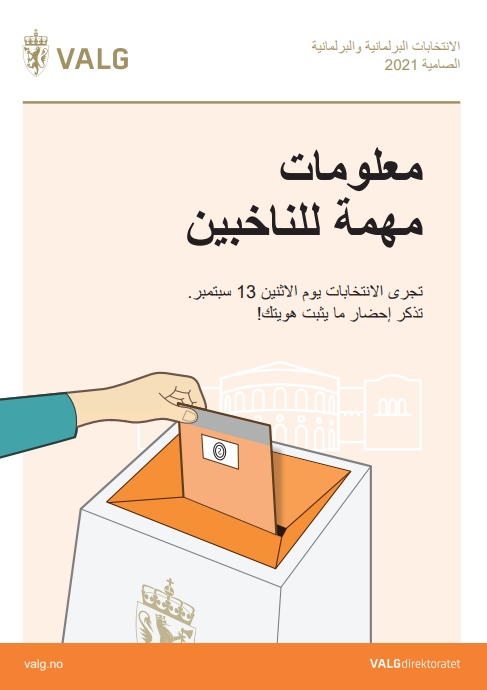 VALG
الانتخابات البرلمانية والبرلمانية
الصامية 2021
معلومات
مهمة للناخبين
تجرى الانتخابات يوم الاثنين 13 سبتمبر.
تذكر إحضار ما يثبت هويتك!
valg.no
VALGdirektoratet